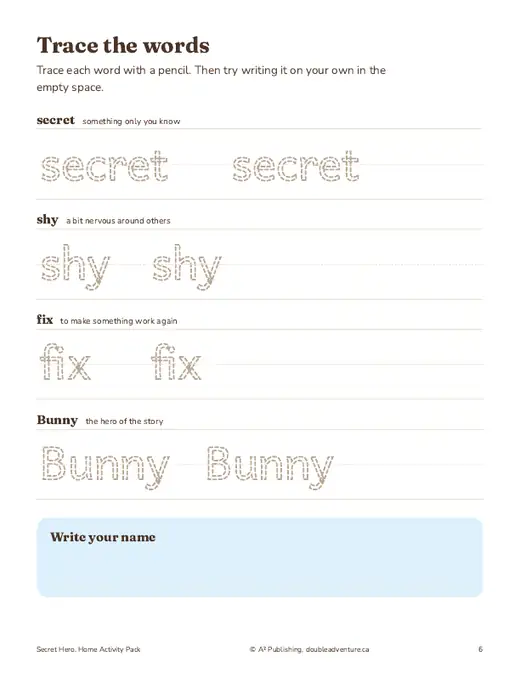 Trace the words
Trace each word with a pencil. Then try writing it on your own in the
empty space.
secret something only you know
secret secret
shy a bit nervous around others
shy shy
fix to make something work again
fix fix
Bunny the hero of the story
Bunny Bunny
Write your name
Secret Hero. Home Activity Pack © A² Publishing, doubleadventure.ca 6